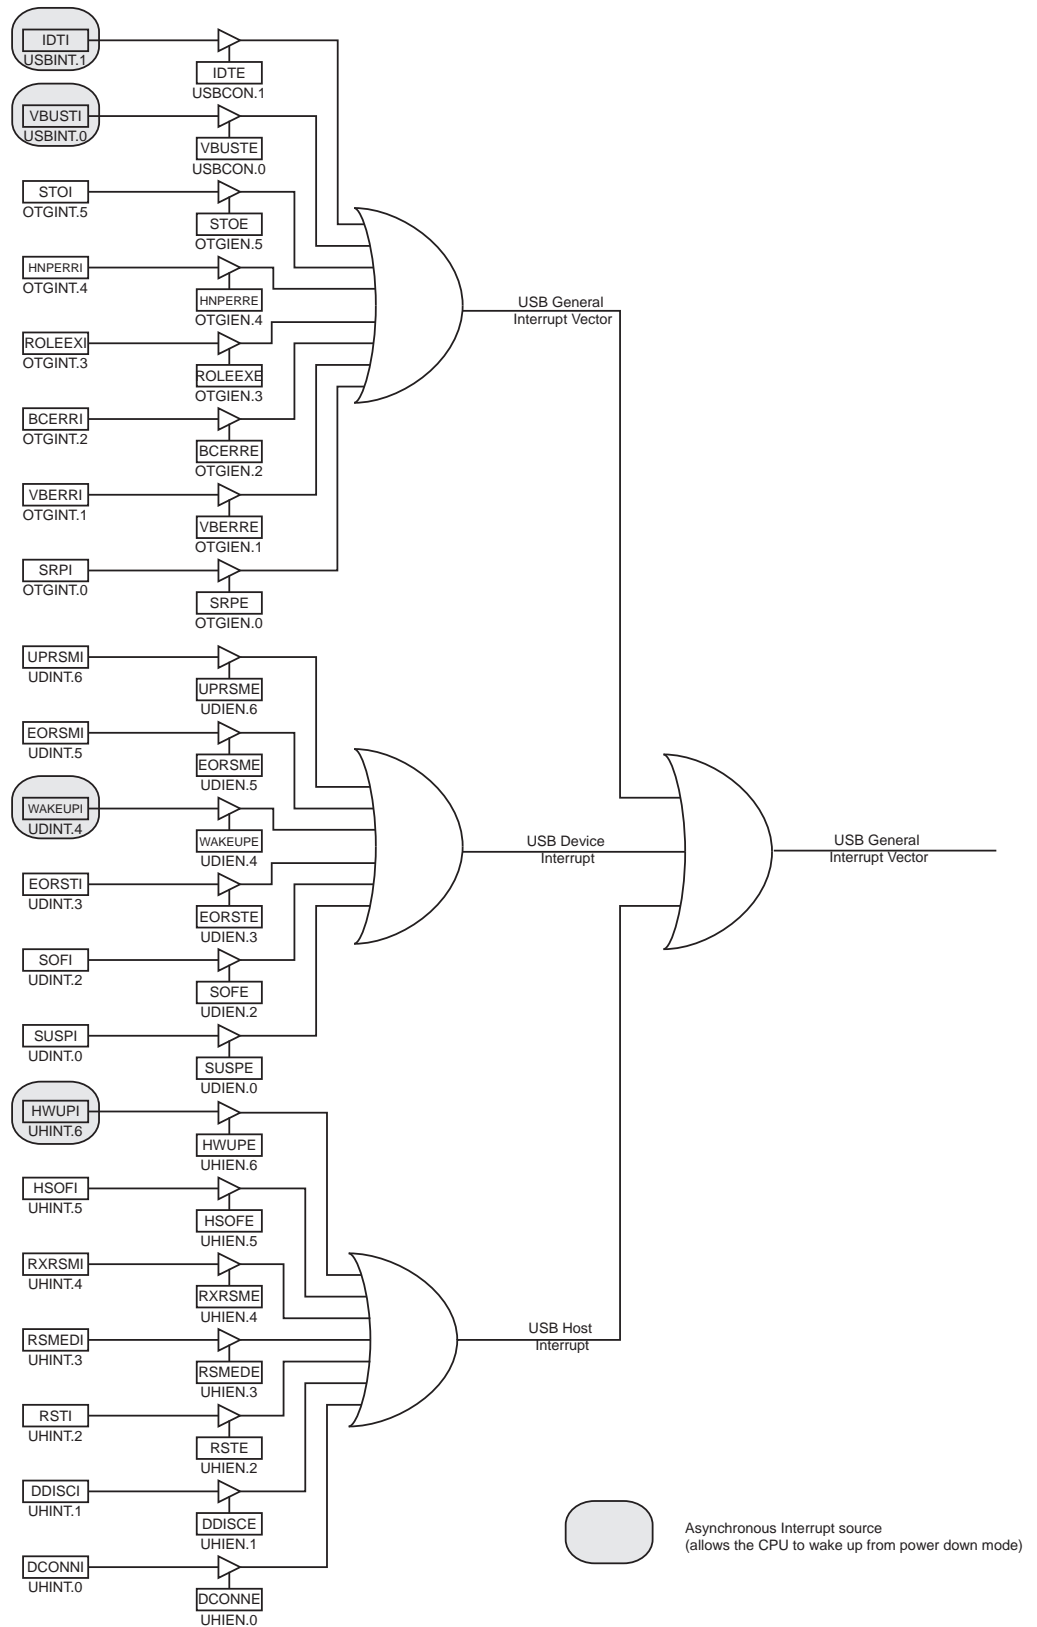 IDTI
USBINT.1
IDTE
USBCON.1
VBUSTI
USBINT.0
VBUSTE
USBCON.0
STOI
OTGINT.5
STOE
OTGIEN.5
HNPERRI
OTGINT.4
HNPERRE
OTGIEN.4
ROLEEXI
OTGINT.3
ROLEEXE
OTGIEN.3
BCERRI
OTGINT.2
BCERRE
OTGIEN.2
VBERRI
OTGINT.1
VBERRE
OTGIEN.1
SRPI
OTGINT.0
SRPE
OTGIEN.0
USB General
Interrupt Vector
UPRSMI
UDINT.6
UPRSME
UDIEN.6
EORSMI
UDINT.5
EORSME
UDIEN.5
WAKEUPI
UDINT.4
WAKEUPE
UDIEN.4
EORSTI
UDINT.3
EORSTE
UDIEN.3
SOFI
UDINT.2
SOFE
UDIEN.2
SUSPI
UDINT.0
SUSPE
UDIEN.0
USB Device
Interrupt
USB General
Interrupt Vector
HWUPI
UHINT.6
HWUPE
UHIEN.6
HSOFI
UHINT.5
HSOFE
UHIEN.5
RXRSMI
UHINT.4
RXRSME
UHIEN.4
RSMEDI
UHINT.3
RSMEDE
UHIEN.3
RSTI
UHINT.2
RSTE
UHIEN.2
DDISCI
UHINT.1
DDISCE
UHIEN.1
DCONNI
UHINT.0
DCONNE
UHIEN.0
USB Host
Interrupt
Asynchronous Interrupt source
(allows the CPU to wake up from power down mode)